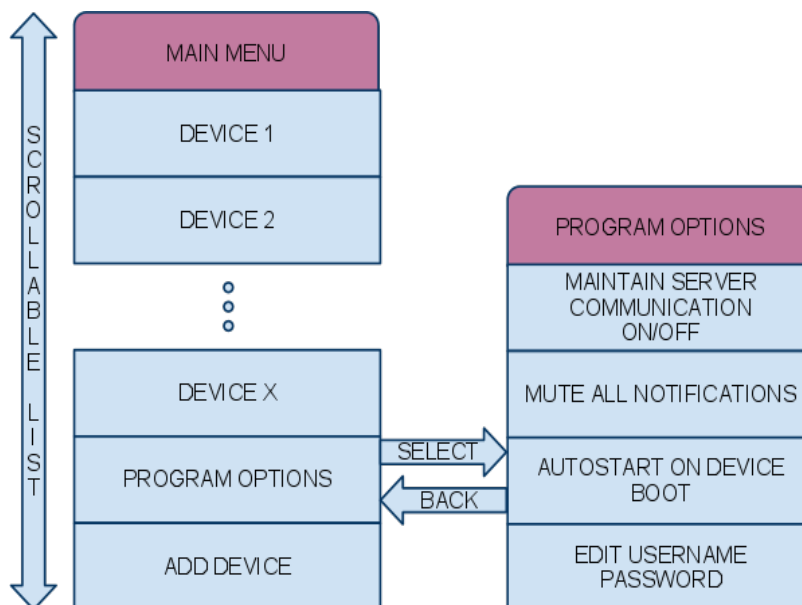 SCROLLABLE LIST
MAIN MENU
DEVICE 1
DEVICE 2
DEVICE X
PROGRAM OPTIONS
ADD DEVICE
SELECT
BACK
PROGRAM OPTIONS
MAINTAIN SERVER
COMMUNICATION
ON/OFF
MUTE ALL NOTIFICATIONS
AUTOSTART ON DEVICE
BOOT
EDIT USERNAME
PASSWORD